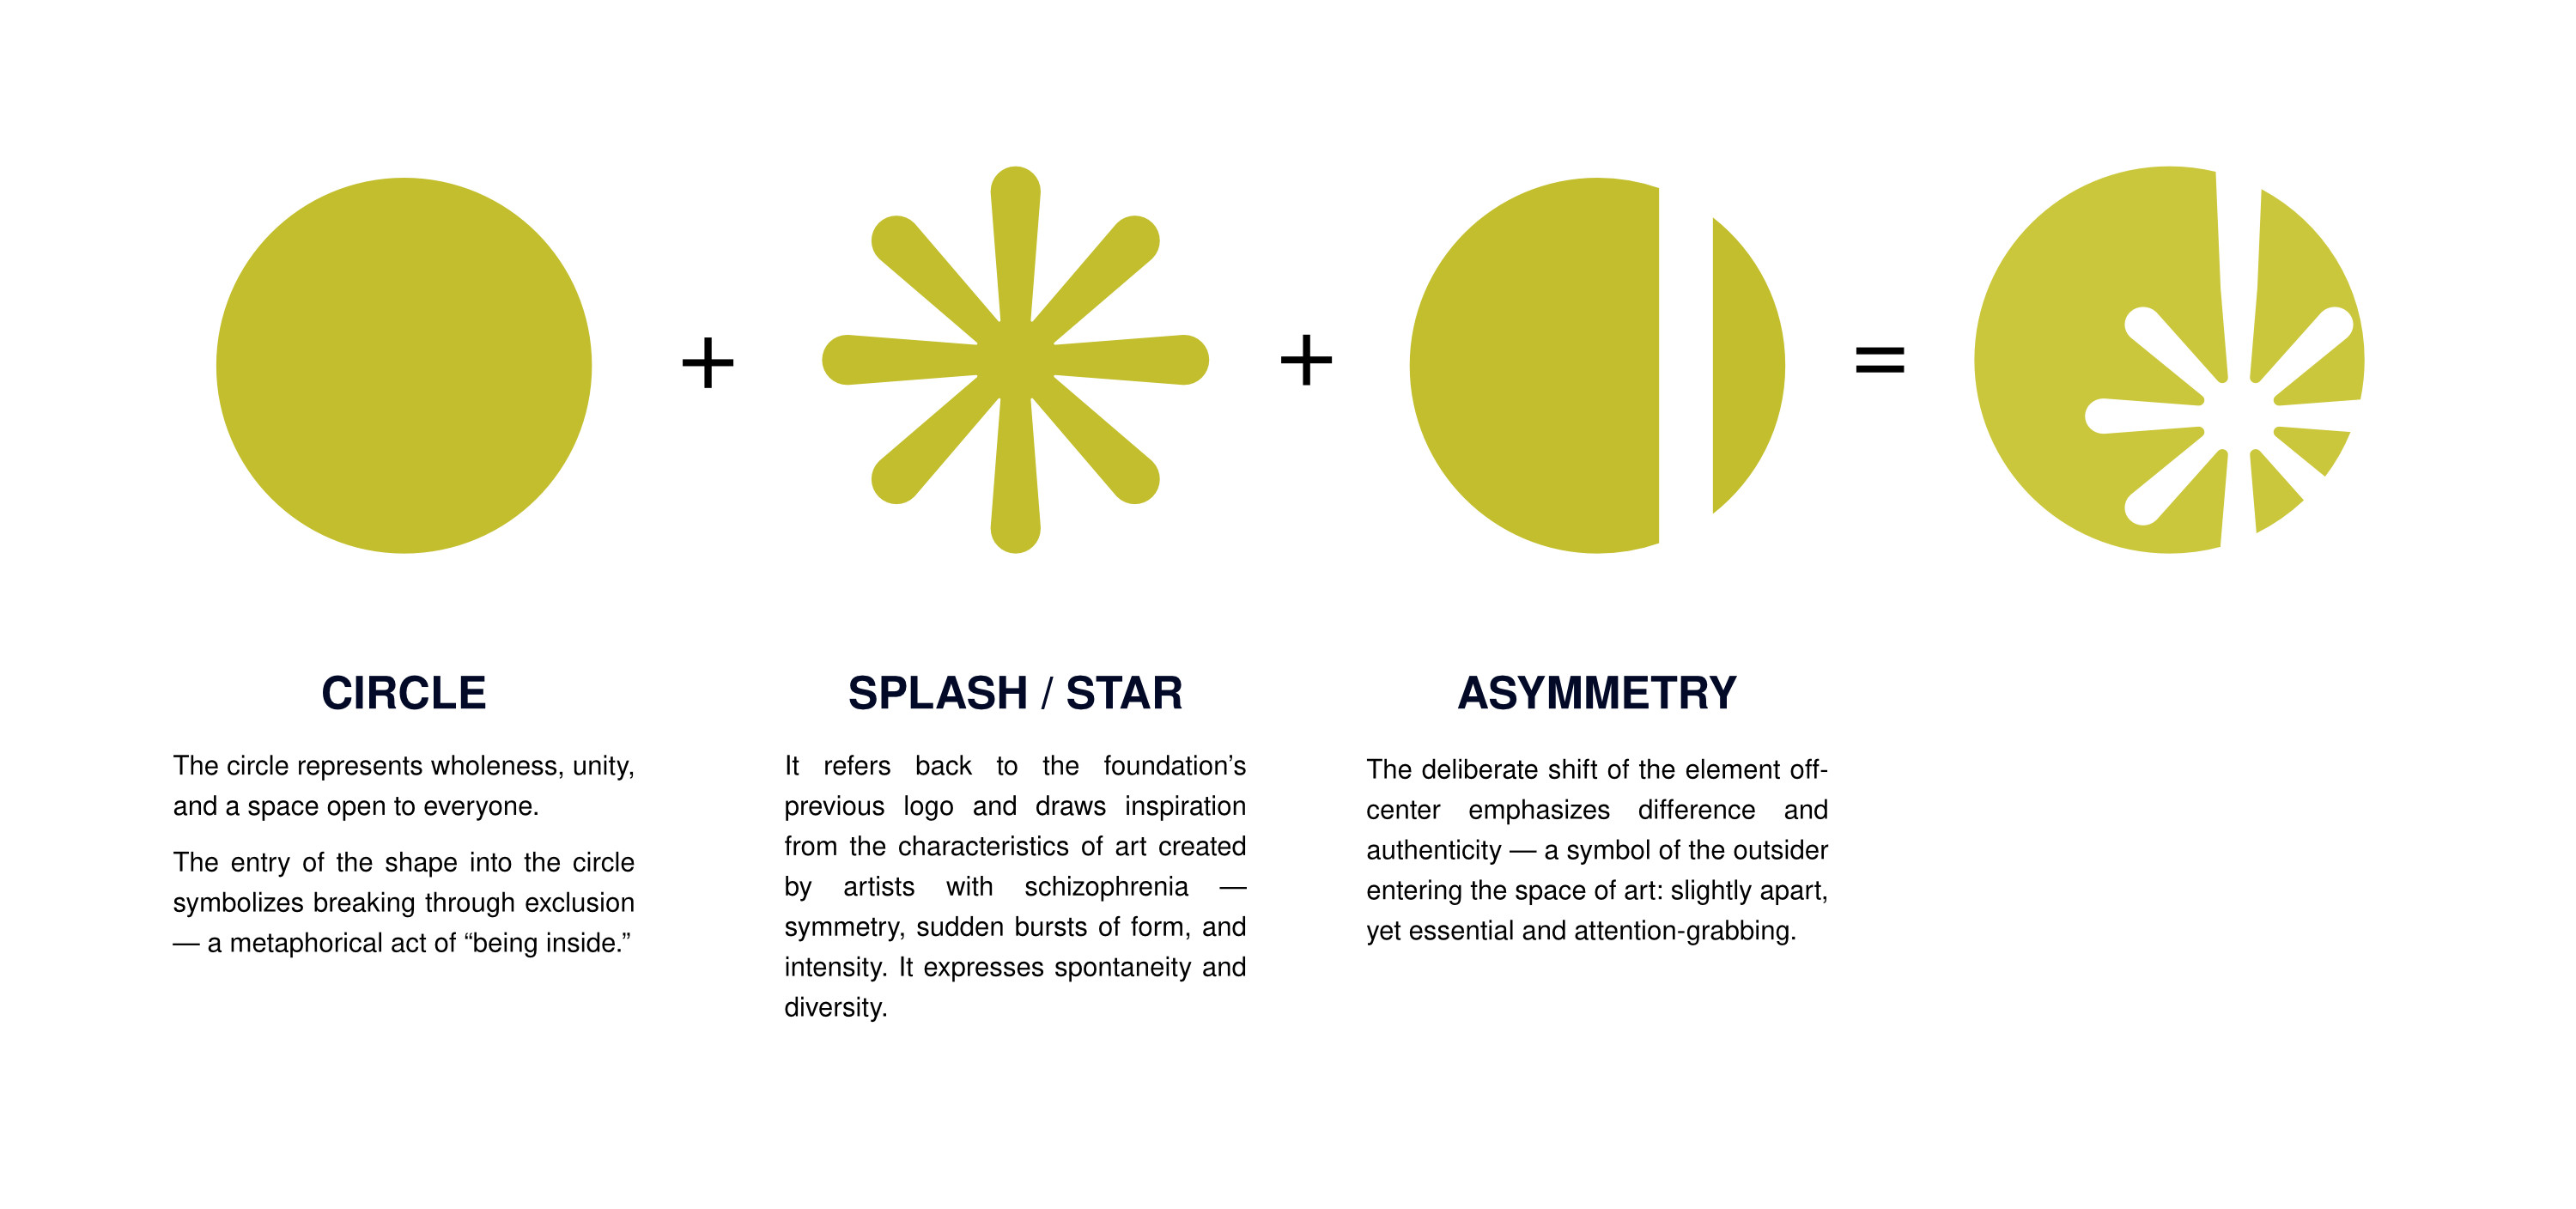 + + =
CIRCLE
The circle represents wholeness, unity,
and a space open to everyone.
The entry of the shape into the circle
symbolizes breaking through exclusion
— a metaphorical act of “being inside.”
SPLASH / STAR
It refers back to the foundation’s
previous logo and draws inspiration
from the characteristics of art created
by artists with schizophrenia —
symmetry, sudden bursts of form, and
intensity. It expresses spontaneity and
diversity.
ASYMMETRY
The deliberate shift of the element off-
center emphasizes difference and
authenticity — a symbol of the outsider
entering the space of art: slightly apart,
yet essential and attention-grabbing.